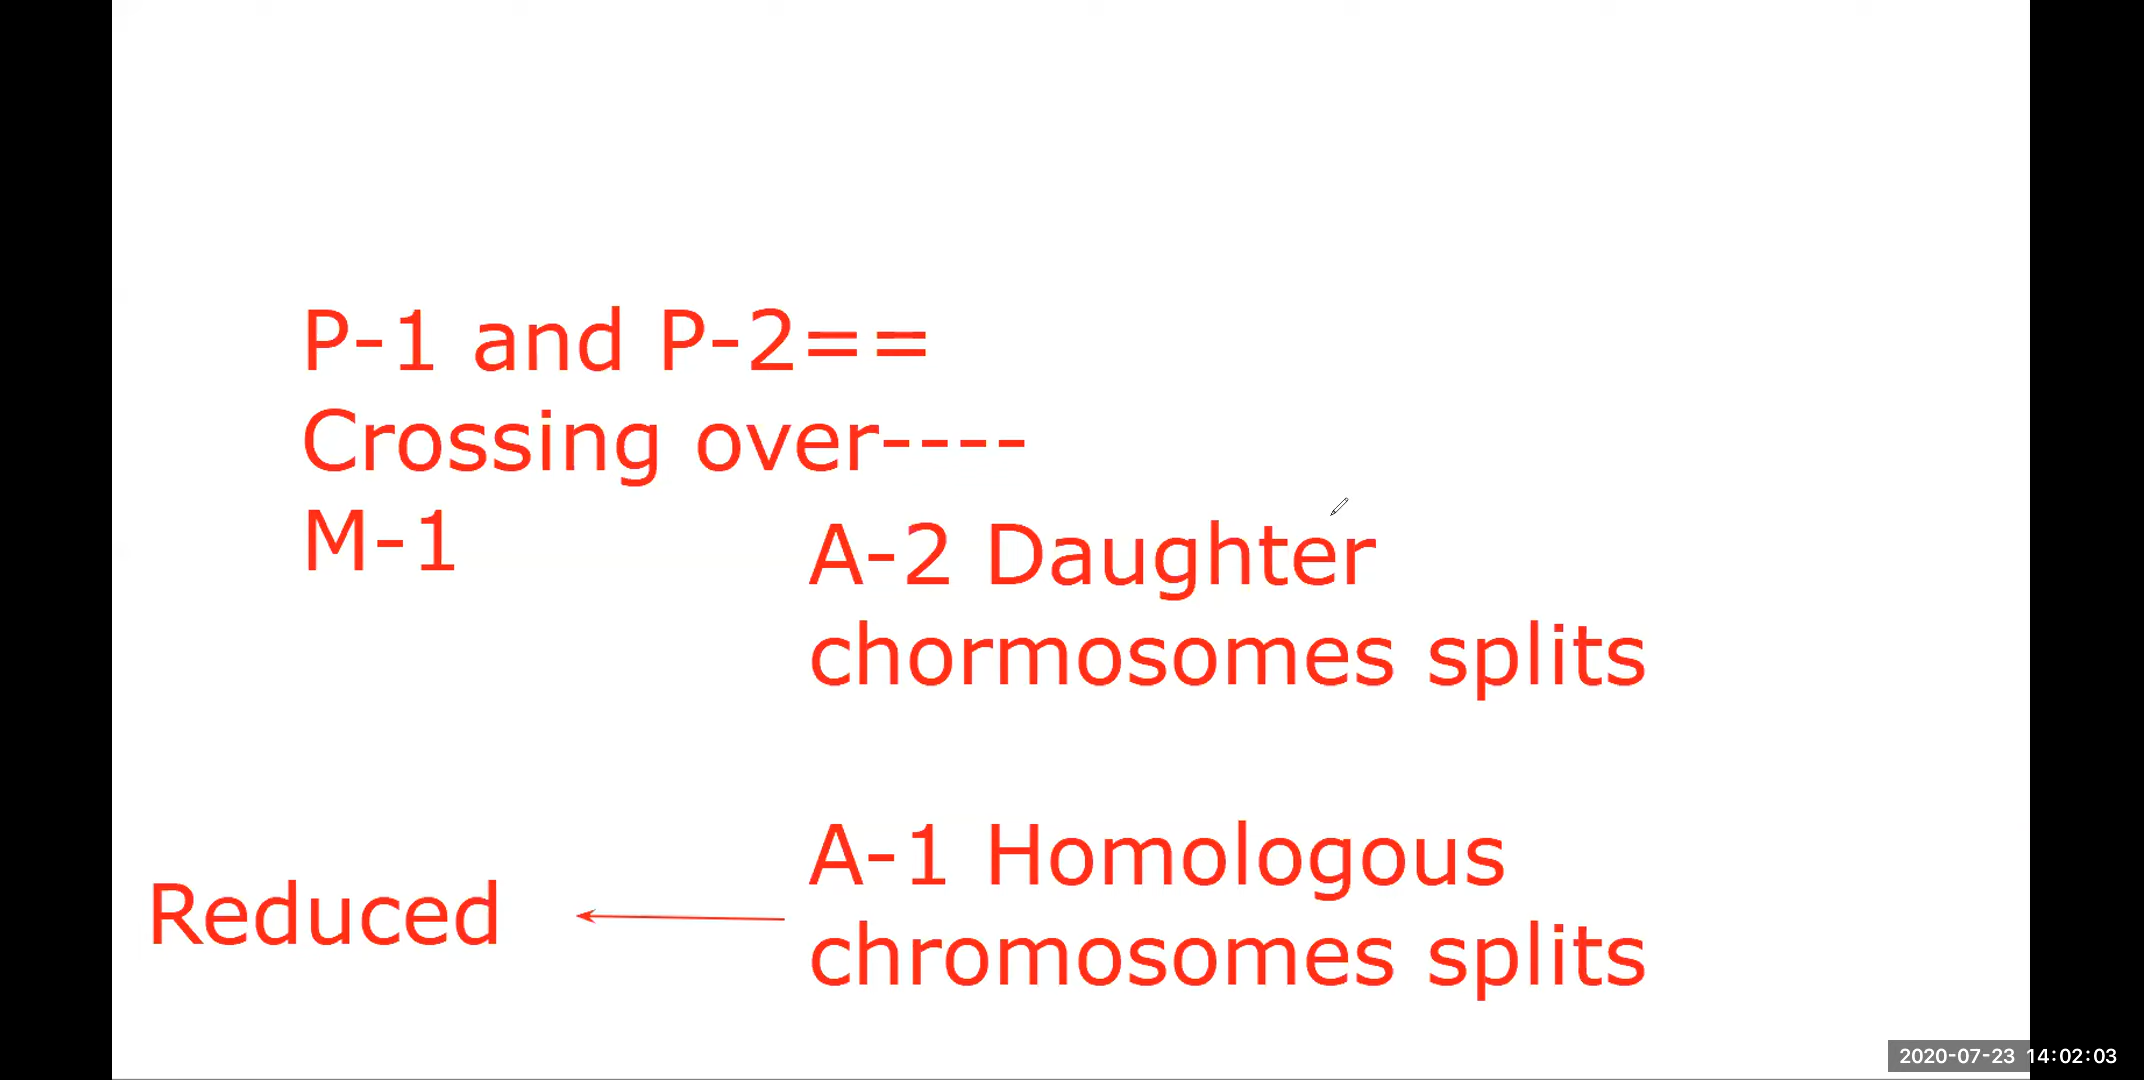 P-1 and P-2==
Crossing over----
M-1
A-2 Daughter
chormosomes splits
A-1 Homologous
chromosomes splits
Reduced
2020-07-23 14:02:03